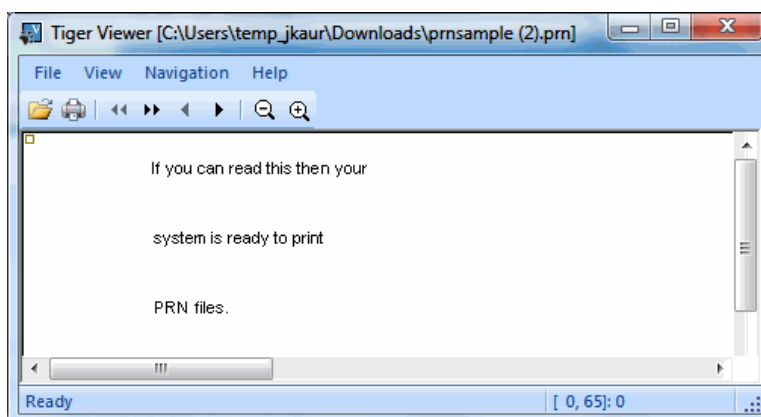 Tiger Viewer [C:\Users\temp_jkaur\Downloads\prnsample (2).prn]
File View Navigation Help
If you can read this then your
system is ready to print
PRN files.
Ready [ 0, 65]: 0